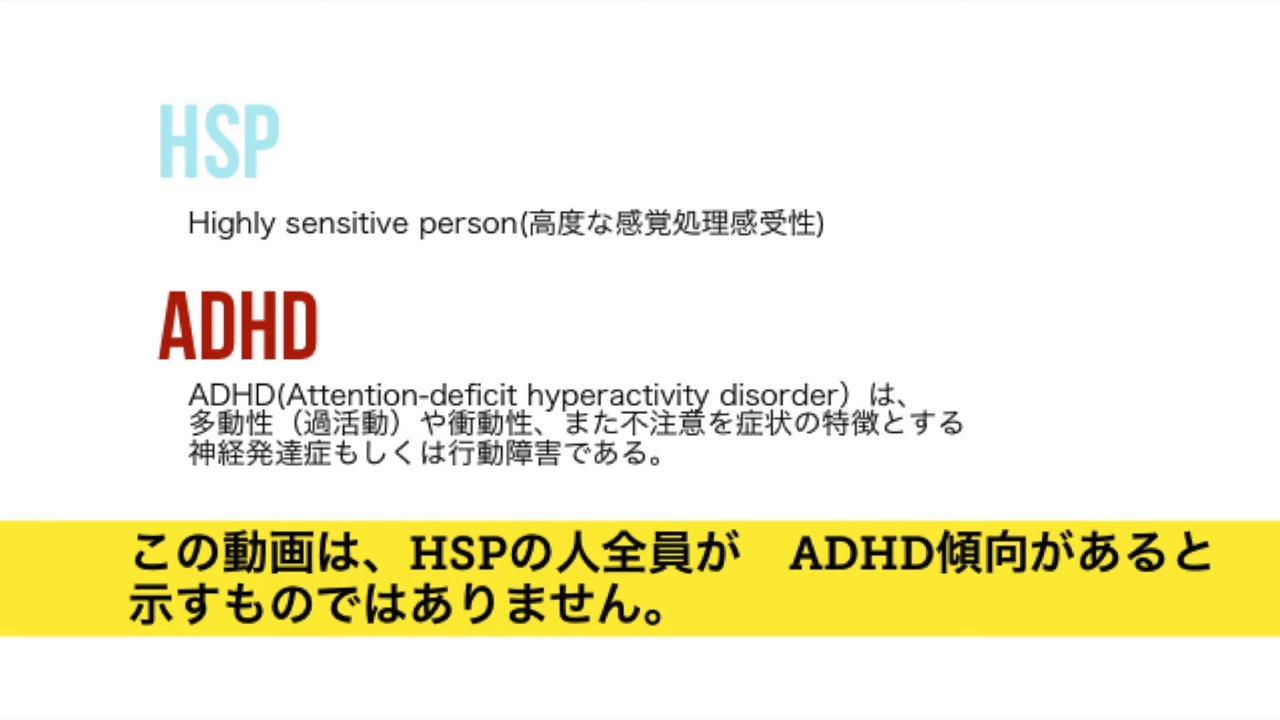 HSP
Highly sensitive person(高度な感覚処理感受性)
ADHD
ADHD(Attention-deficit hyperactivity disorder）は、
多動性（過活動）や衝動性、また不注意を症状の特徴とする
神経発達症もしくは行動障害である。
この動画は、HSPの人全員が　ADHD傾向があると
示すものではありません。